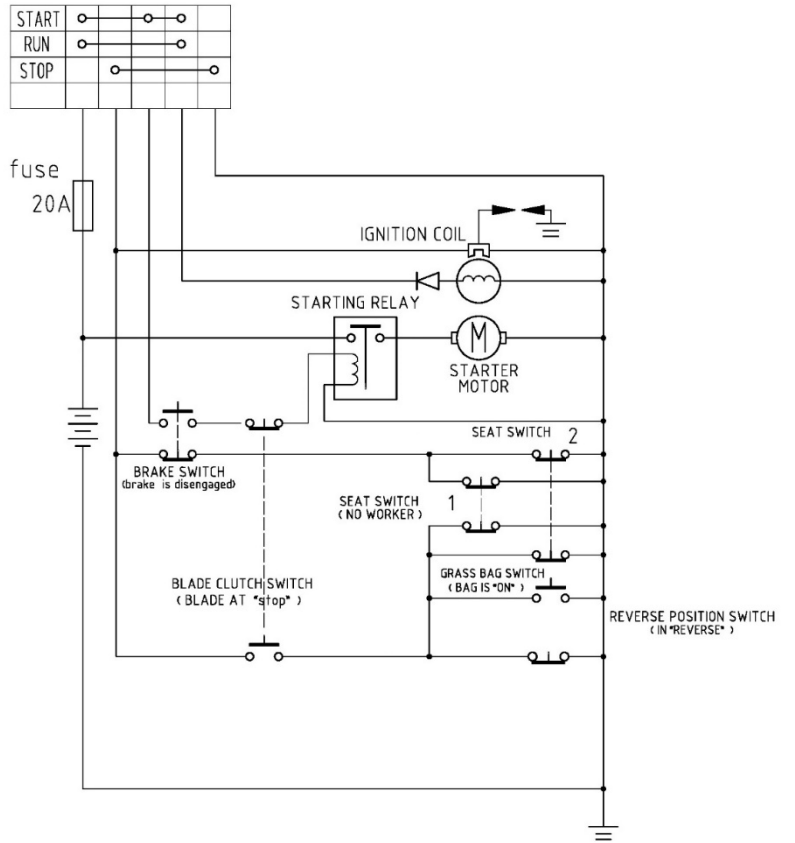 START
RUN
STOP
fuse
20A
IGNITION COIL
STARTING RELAY
M
STARTER
MOTOR
SEAT SWITCH 2
BRAKE SWITCH
(brake is disengaged)
SEAT SWITCH 1
( NO WORKER )
GRASS BAG SWITCH
( BAG IS "ON" )
BLADE CLUTCH SWITCH
( BLADE AT "stop" )
REVERSE POSITION SWITCH
( IN "REVERSE" )